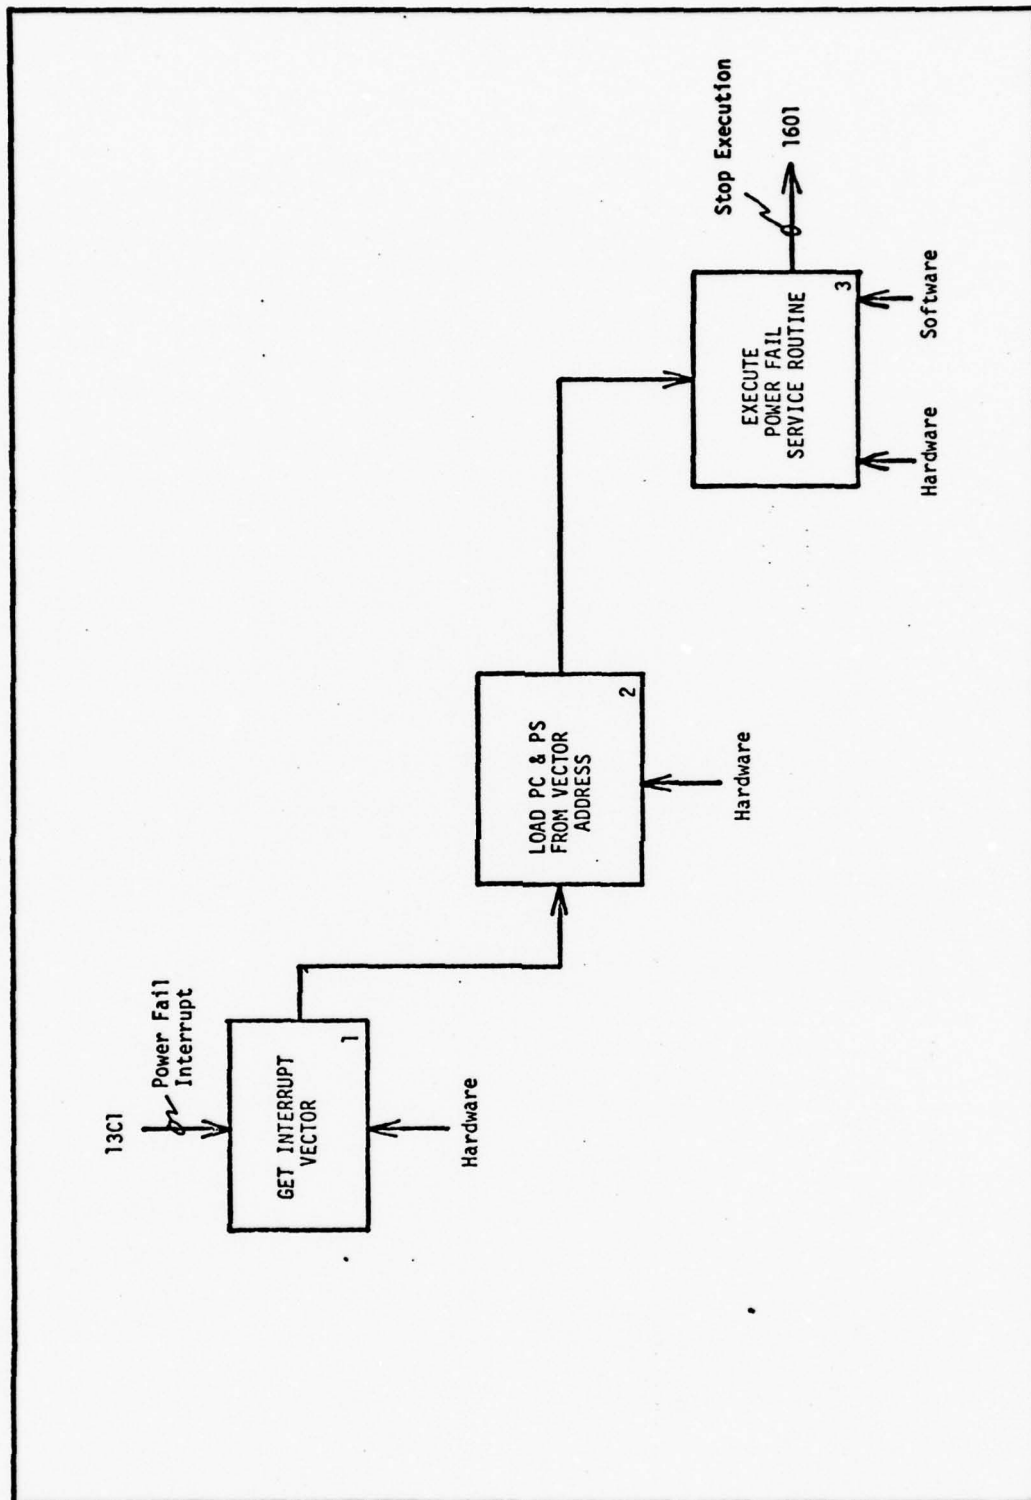 13C1
Power Fail
Interrupt
GET INTERRUPT
VECTOR
1
Hardware
LOAD PC & PS
FROM VECTOR
ADDRESS
2
Hardware
EXECUTE
POWER FAIL
SERVICE ROUTINE
3
Hardware
Software
Stop Execution
16O1